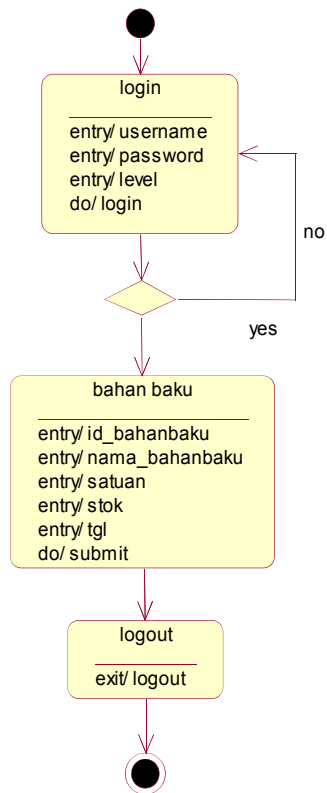 login
entry/ username
entry/ password
entry/ level
do/ login
no
yes
bahan baku
entry/ id_bahanbaku
entry/ nama_bahanbaku
entry/ satuan
entry/ stok
entry/ tgl
do/ submit
logout
exit/ logout